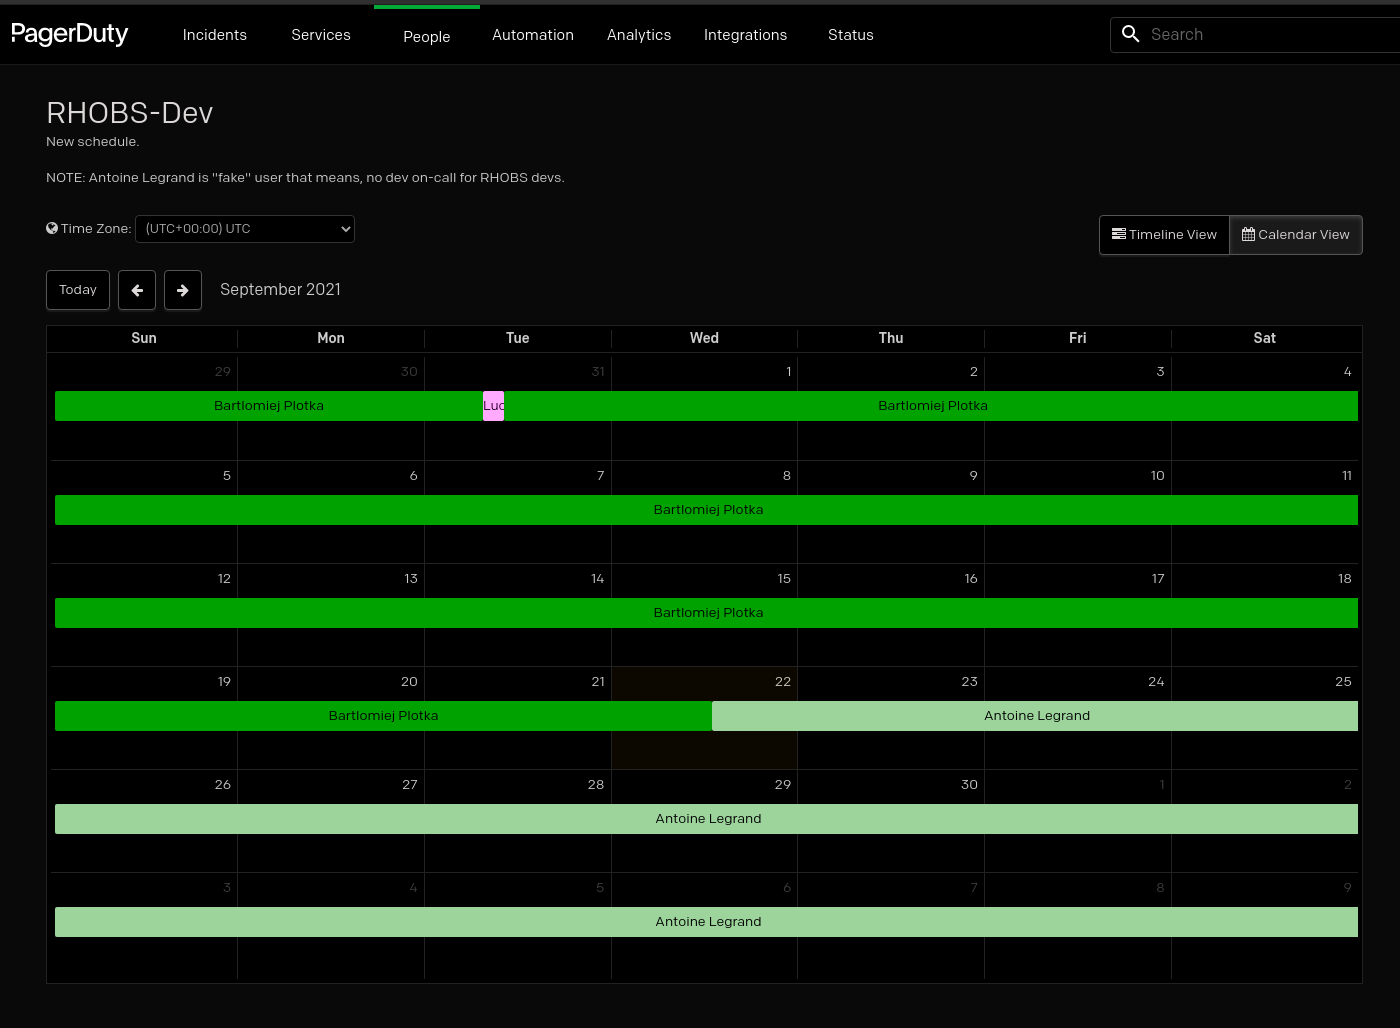 PagerDuty Incidents Services People Automation Analytics Integrations Status Search
RHOBS-Dev
New schedule.
NOTE: Antoine Legrand is "fake" user that means, no dev on-call for RHOBS devs.
Time Zone: (UTC+00:00) UTC Timeline View Calendar View
Today September 2021
Sun Mon Tue Wed Thu Fri Sat
29 30 31 1 2 3 4
Bartlomiej Plotka Luc Bartlomiej Plotka
5 6 7 8 9 10 11
Bartlomiej Plotka
12 13 14 15 16 17 18
Bartlomiej Plotka
19 20 21 22 23 24 25
Bartlomiej Plotka Antoine Legrand
26 27 28 29 30 1 2
Antoine Legrand
3 4 5 6 7 8 9
Antoine Legrand